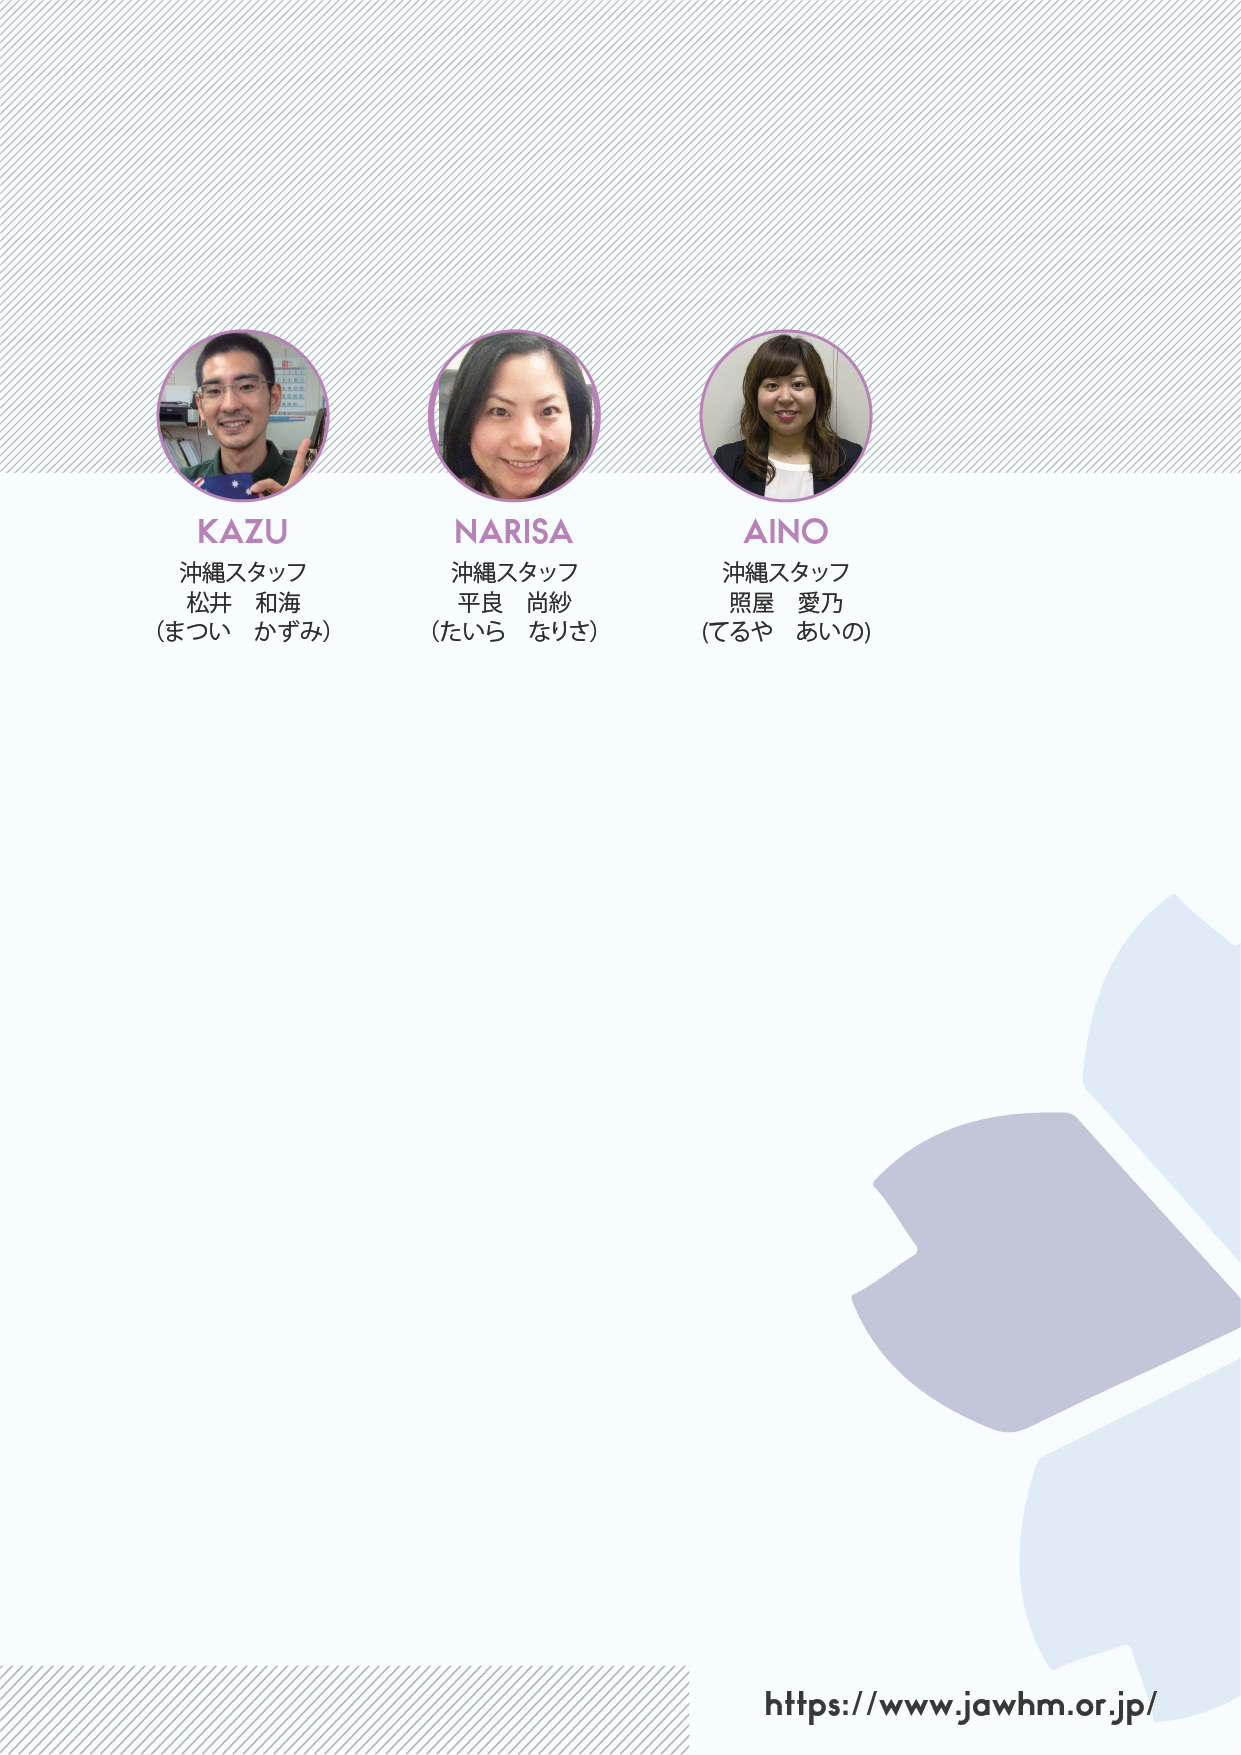 KAZU
沖縄スタッフ
松井　和海
（まつい　かずみ）
NARISA
沖縄スタッフ
平良　尚紗
（たいら　なりさ）
AINO
沖縄スタッフ
照屋　愛乃
(てるや　あいの)
https://www.jawhm.or.jp/